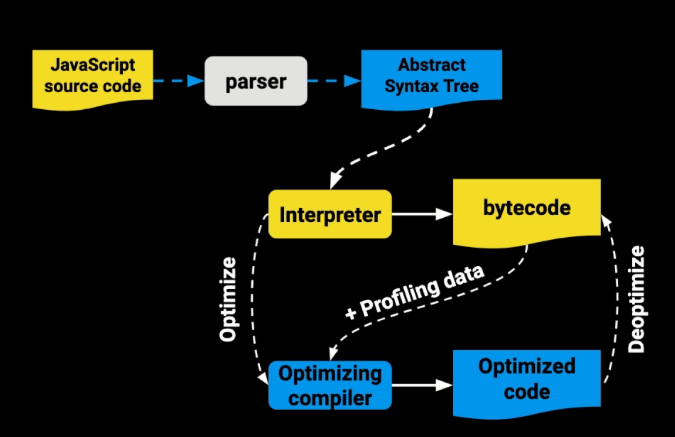 JavaScript
source code
parser
Abstract
Syntax Tree
Interpreter
bytecode
Optimize
+ Profiling data
Deoptimize
Optimizing
compiler
Optimized
code